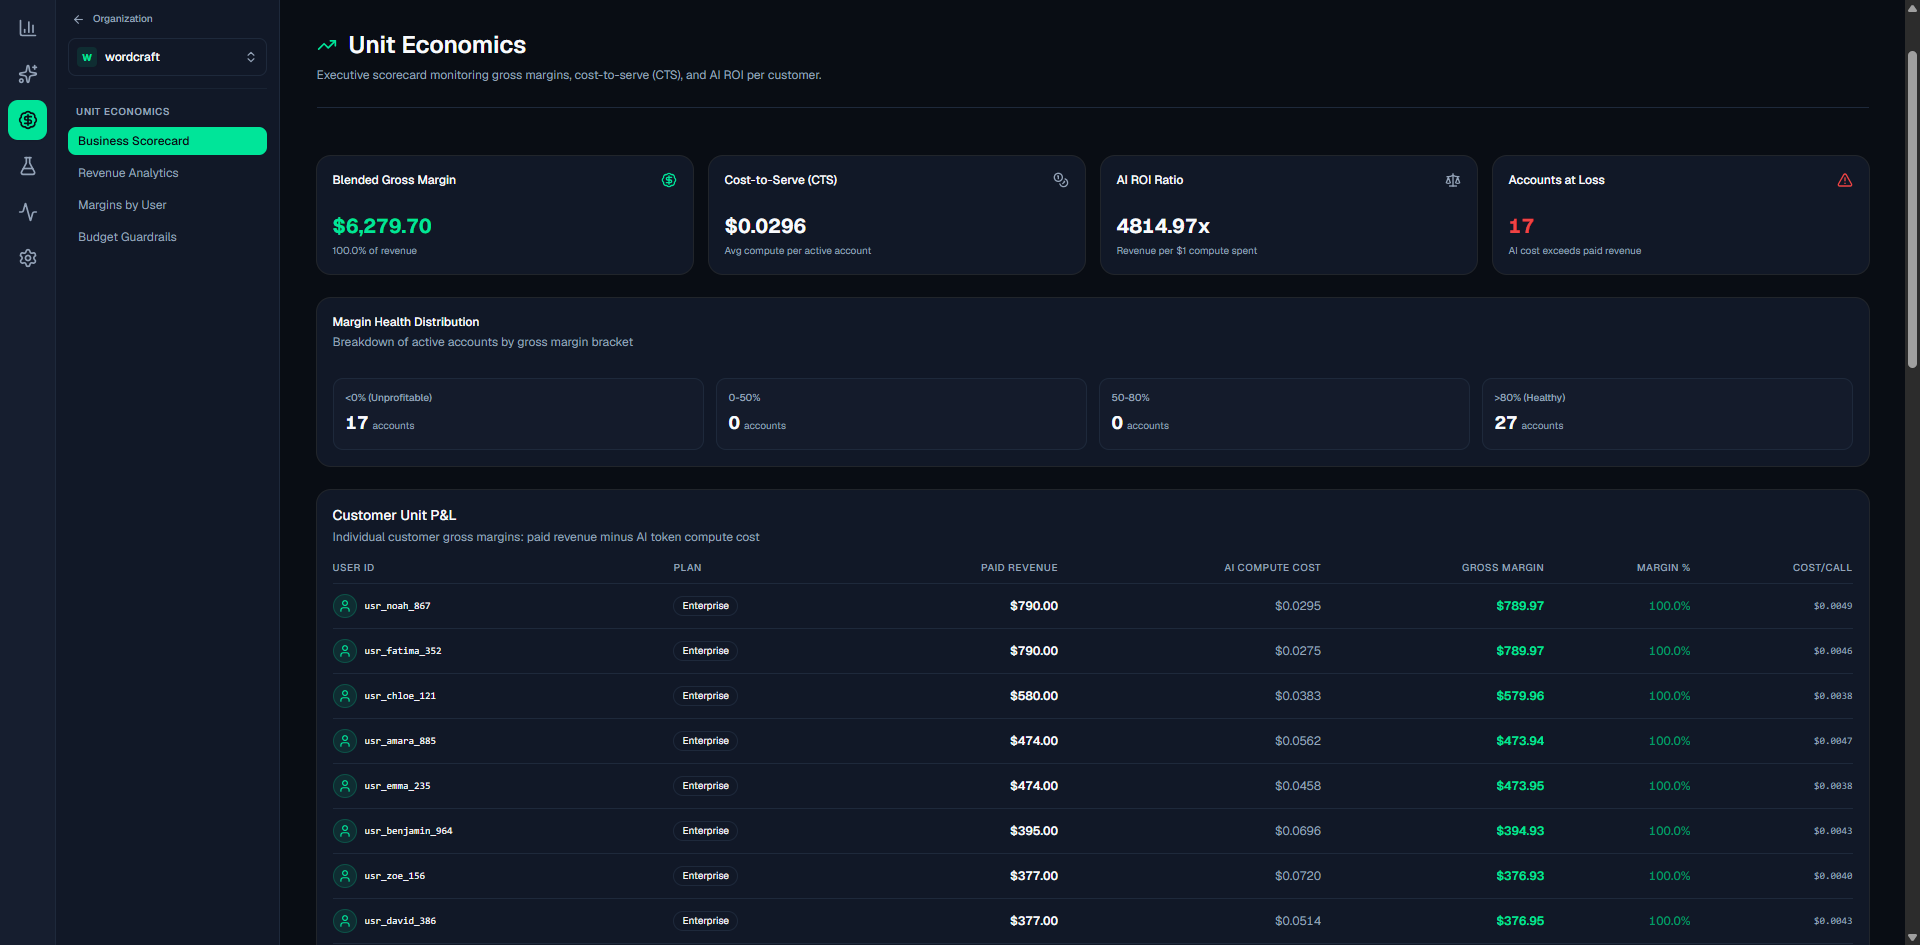 Organization
w wordcraft
UNIT ECONOMICS
Business Scorecard
Revenue Analytics
Margins by User
Budget Guardrails
Unit Economics
Executive scorecard monitoring gross margins, cost-to-serve (CTS), and AI ROI per customer.
Blended Gross Margin
$6,279.70
100.0% of revenue
Cost-to-Serve (CTS)
$0.0296
Avg compute per active account
AI ROI Ratio
4814.97x
Revenue per $1 compute spent
Accounts at Loss
17
AI cost exceeds paid revenue
Margin Health Distribution
Breakdown of active accounts by gross margin bracket
<0% (Unprofitable)
17 accounts
0-50%
0 accounts
50-80%
0 accounts
>80% (Healthy)
27 accounts
Customer Unit P&L
Individual customer gross margins: paid revenue minus AI token compute cost
USER ID PLAN PAID REVENUE AI COMPUTE COST GROSS MARGIN MARGIN % COST/CALL
usr_noah_867 Enterprise $790.00 $0.0295 $789.97 100.0% $0.0049
usr_fatima_352 Enterprise $790.00 $0.0275 $789.97 100.0% $0.0046
usr_chloe_121 Enterprise $580.00 $0.0383 $579.96 100.0% $0.0038
usr_amara_885 Enterprise $474.00 $0.0562 $473.94 100.0% $0.0047
usr_emma_235 Enterprise $474.00 $0.0458 $473.95 100.0% $0.0038
usr_benjamin_964 Enterprise $395.00 $0.0696 $394.93 100.0% $0.0043
usr_zoe_156 Enterprise $377.00 $0.0720 $376.93 100.0% $0.0040
usr_david_386 Enterprise $377.00 $0.0514 $376.95 100.0% $0.0043